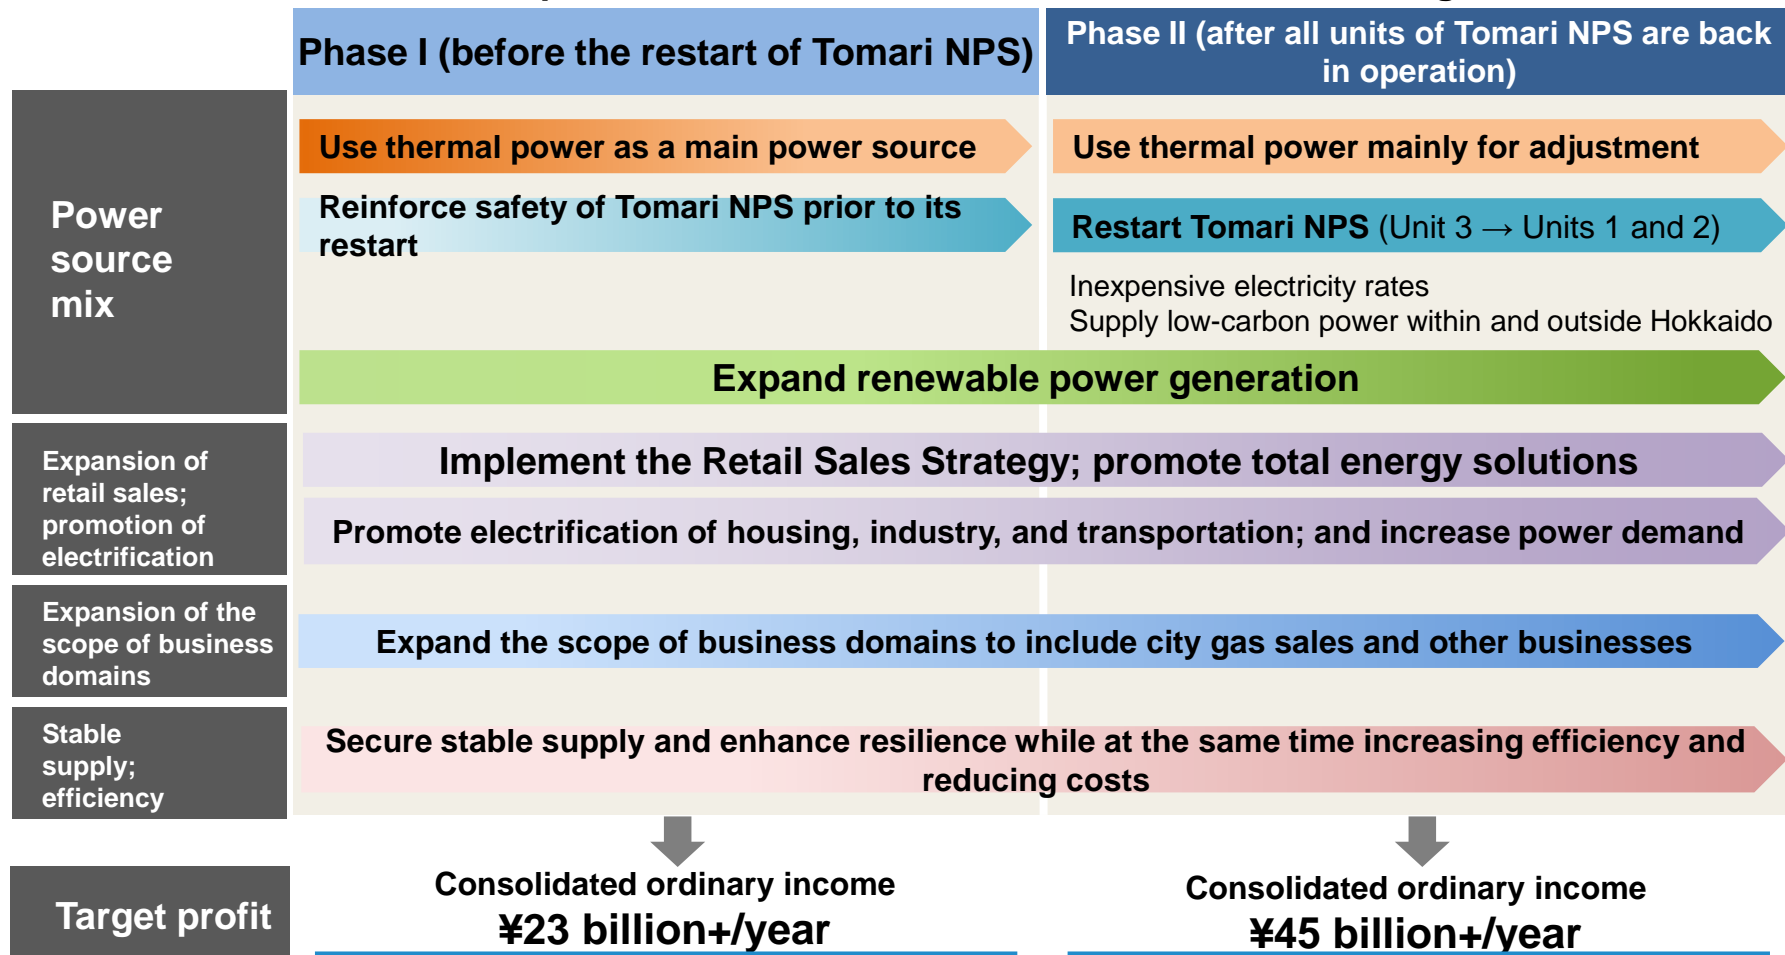 Phase I (before the restart of Tomari NPS)
Phase II (after all units of Tomari NPS are back
in operation)
Power
source
mix
Use thermal power as a main power source
Use thermal power mainly for adjustment
Reinforce safety of Tomari NPS prior to its
restart
Restart Tomari NPS (Unit 3 → Units 1 and 2)
Inexpensive electricity rates
Supply low-carbon power within and outside Hokkaido
Expand renewable power generation
Expansion of
retail sales;
promotion of
electrification
Implement the Retail Sales Strategy; promote total energy solutions
Promote electrification of housing, industry, and transportation; and increase power demand
Expansion of the
scope of business
domains
Expand the scope of business domains to include city gas sales and other businesses
Stable
supply;
efficiency
Secure stable supply and enhance resilience while at the same time increasing efficiency and
reducing costs
Target profit
Consolidated ordinary income
¥23 billion+/year
Consolidated ordinary income
¥45 billion+/year